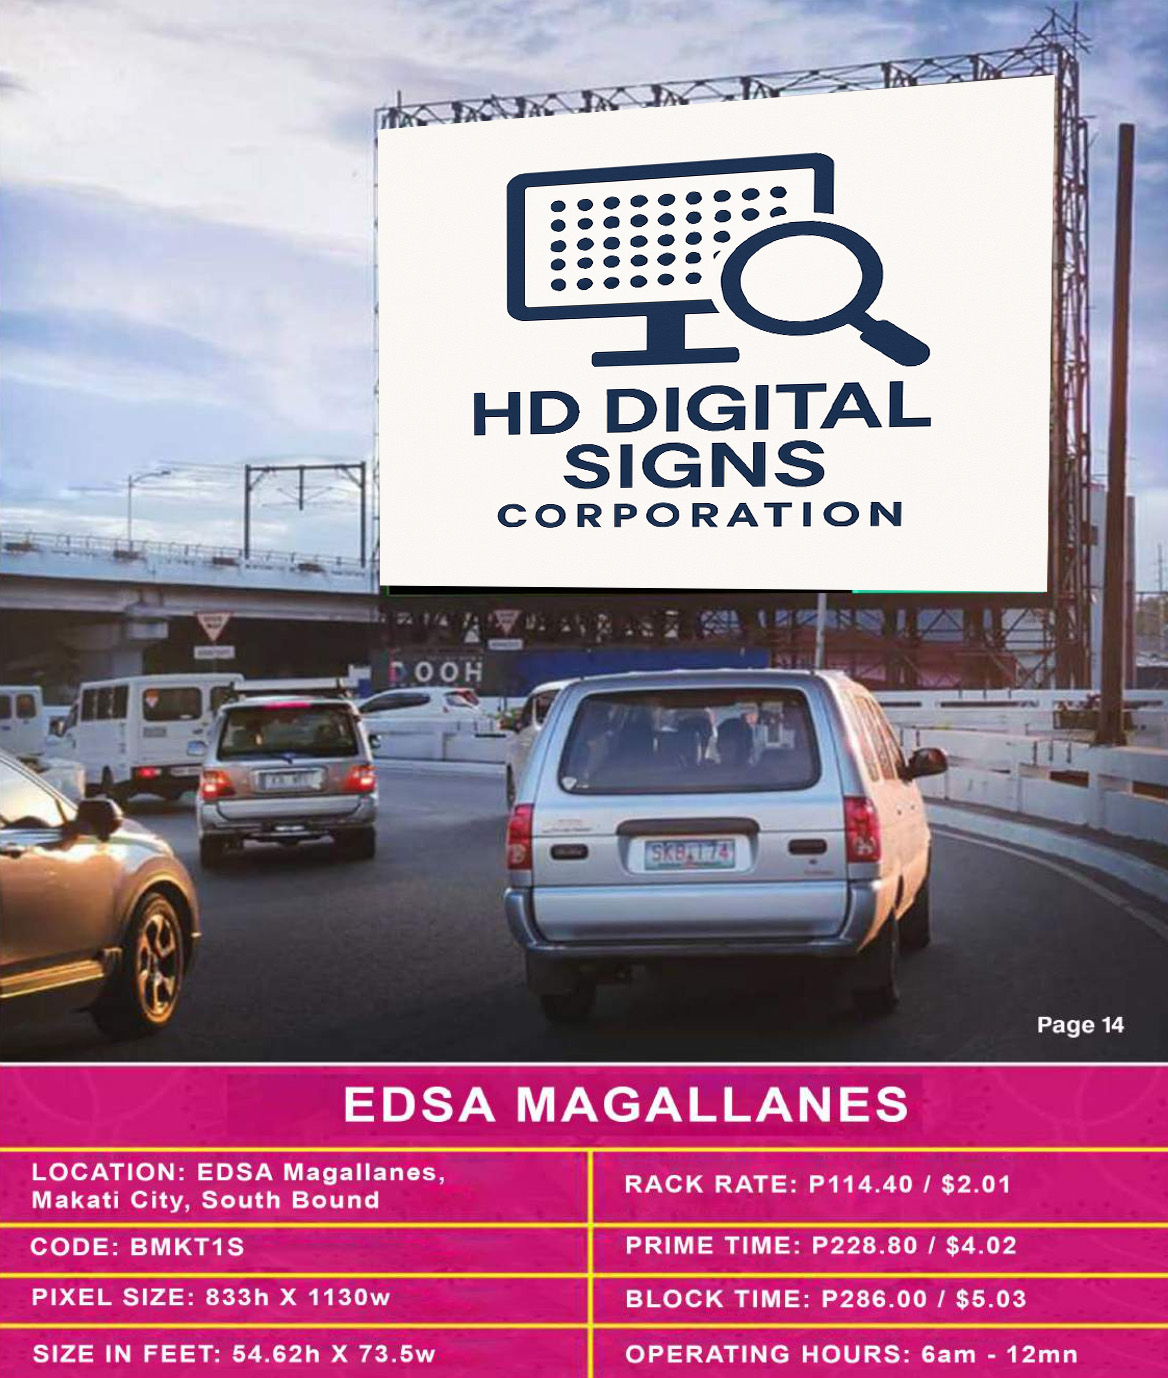 HD DIGITAL
SIGNS
CORPORATION
DOOH
SKB 174
Page 14
EDSA MAGALLANES
LOCATION: EDSA Magallanes,
Makati City, South Bound
RACK RATE: P114.40 / $2.01
CODE: BMKT1S
PRIME TIME: P228.80 / $4.02
PIXEL SIZE: 833h X 1130w
BLOCK TIME: P286.00 / $5.03
SIZE IN FEET: 54.62h X 73.5w
OPERATING HOURS: 6am - 12mn